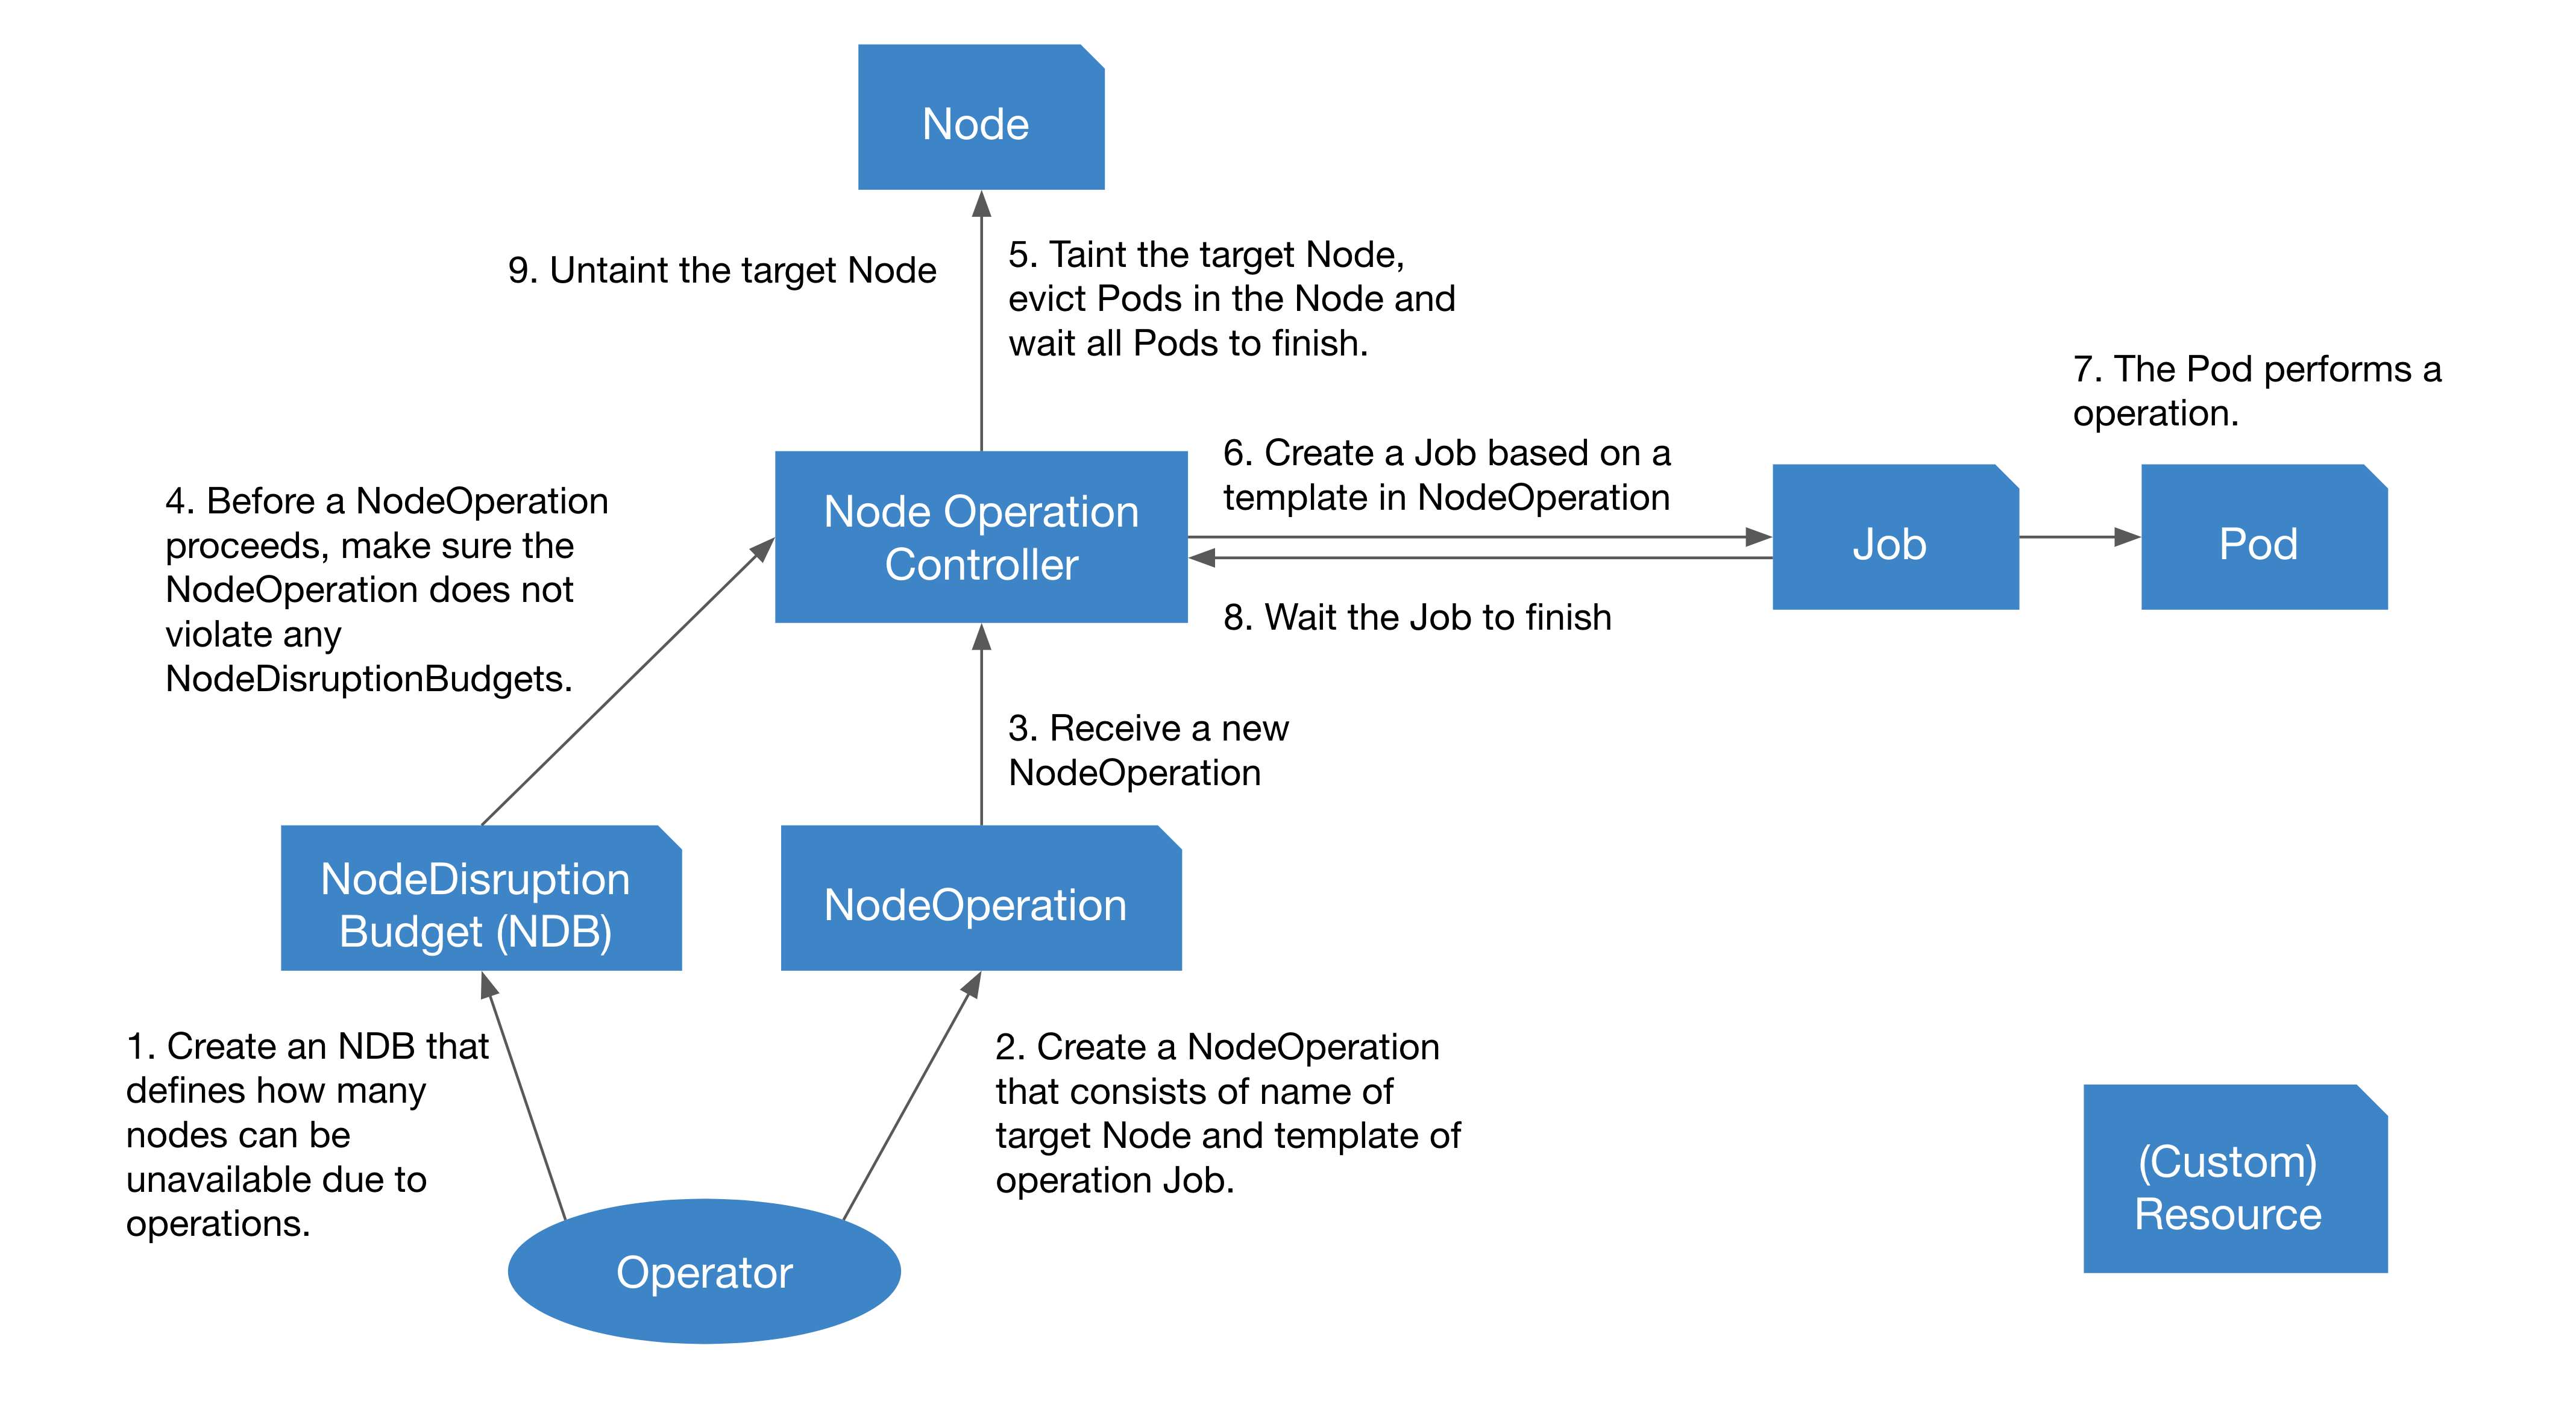 Node
9. Untaint the target Node
5. Taint the target Node,
evict Pods in the Node and
wait all Pods to finish.
7. The Pod performs a
operation.
4. Before a NodeOperation
proceeds, make sure the
NodeOperation does not
violate any
NodeDisruptionBudgets.
Node Operation
Controller
6. Create a Job based on a
template in NodeOperation
Job
Pod
8. Wait the Job to finish
3. Receive a new
NodeOperation
NodeDisruption
Budget (NDB)
NodeOperation
1. Create an NDB that
defines how many
nodes can be
unavailable due to
operations.
2. Create a NodeOperation
that consists of name of
target Node and template of
operation Job.
(Custom)
Resource
Operator